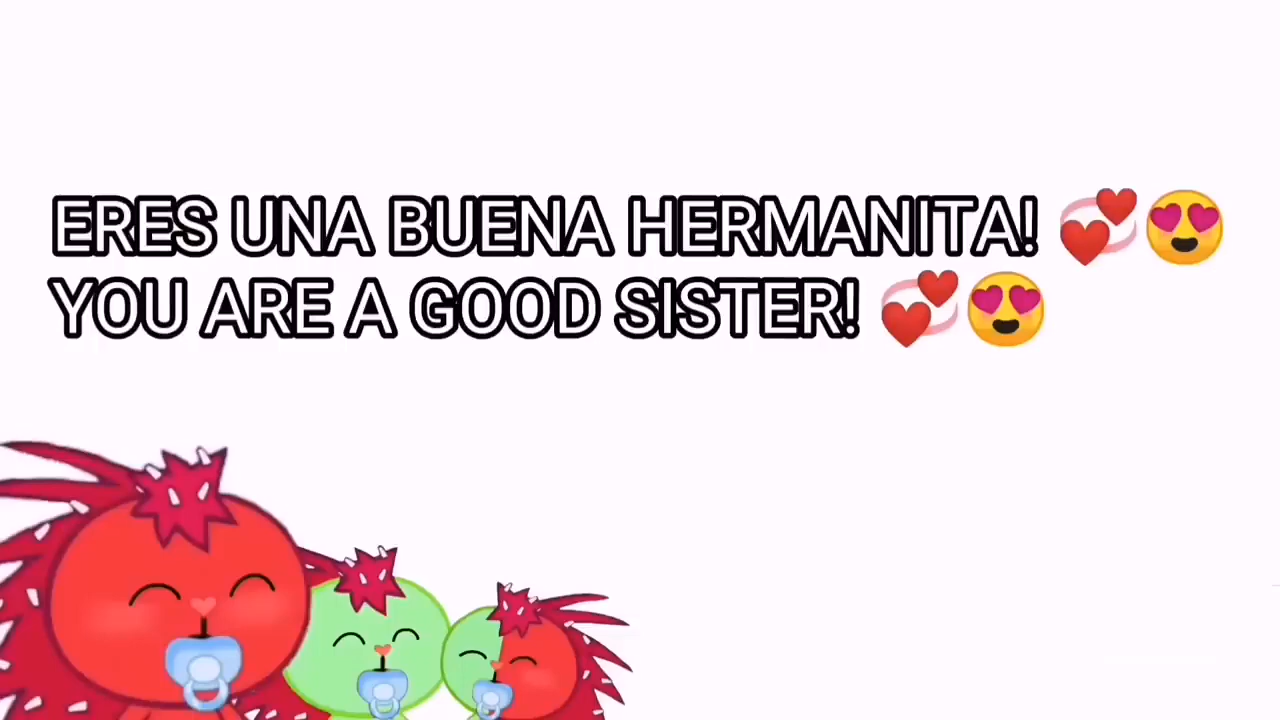 ERES UNA BUENA HERMANITA! 💞😍
YOU ARE A GOOD SISTER! 💞😍